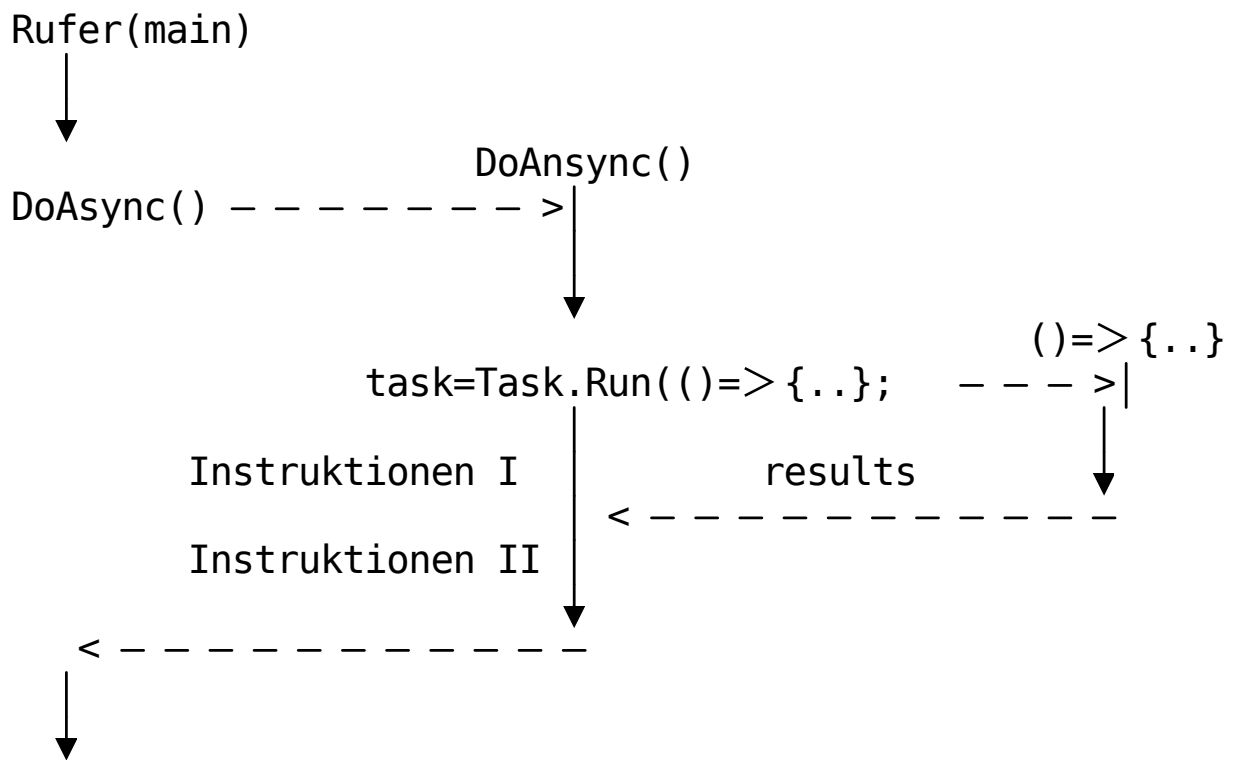 Rufer(main)
DoAnsync()
DoAsync() — — — — — — — >
()=> {..}
task=Task.Run(()=> {..}; — — — >|
Instruktionen I results
< — — — — — — — — — — —
Instruktionen II
< — — — — — — — — — — —